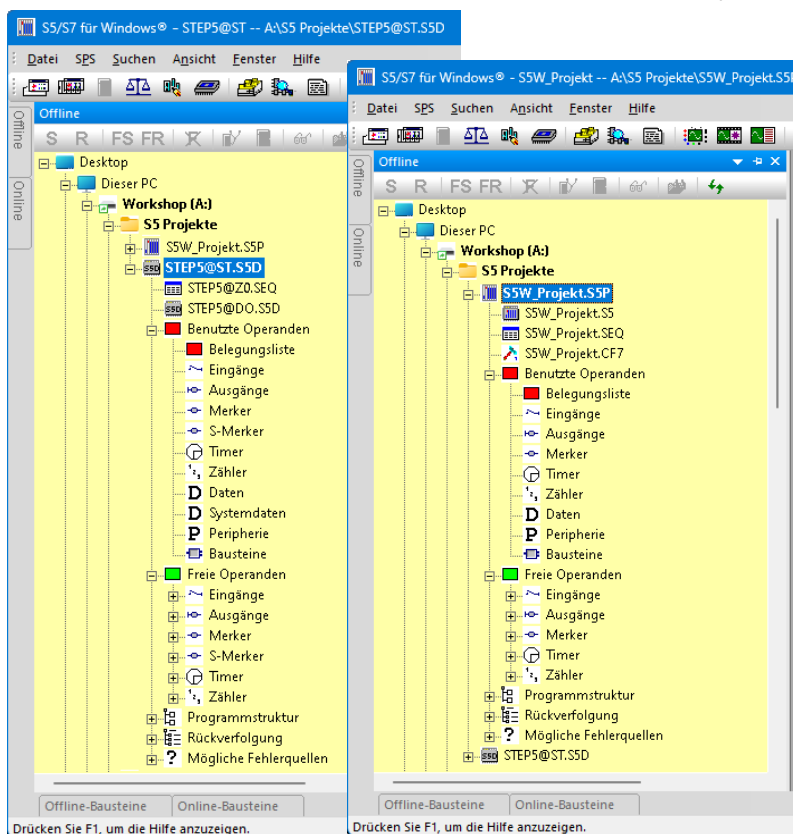 S5/S7 für Windows® - STEP5@ST -- A:\S5 Projekte\STEP5@ST.S5D
Datei SPS Suchen Ansicht Fenster Hilfe
Offline
Online
Offline
S R FS FR
Desktop
Dieser PC
Workshop (A:)
S5 Projekte
S5W_Projekt.S5P
STEP5@ST.S5D
STEP5@Z0.SEQ
STEP5@DO.S5D
Benutzte Operanden
Belegungsliste
Eingänge
Ausgänge
Merker
S-Merker
Timer
Zähler
D Daten
D Systemdaten
P Peripherie
Bausteine
Freie Operanden
Eingänge
Ausgänge
Merker
S-Merker
Timer
Zähler
Programmstruktur
Rückverfolgung
? Mögliche Fehlerquellen
Offline-Bausteine Online-Bausteine
Drücken Sie F1, um die Hilfe anzuzeigen.
S5/S7 für Windows® - S5W_Projekt -- A:\S5 Projekte\S5W_Projekt.S5P
Datei SPS Suchen Ansicht Fenster Hilfe
Offline
Online
Offline
S R FS FR
Desktop
Dieser PC
Workshop (A:)
S5 Projekte
S5W_Projekt.S5P
S5W_Projekt.S5
S5W_Projekt.SEQ
S5W_Projekt.CF7
Benutzte Operanden
Belegungsliste
Eingänge
Ausgänge
Merker
Timer
Zähler
D Daten
P Peripherie
Bausteine
Freie Operanden
Eingänge
Ausgänge
Merker
Timer
Zähler
Programmstruktur
Rückverfolgung
? Mögliche Fehlerquellen
STEP5@ST.S5D
Offline-Bausteine Online-Bausteine
Drücken Sie F1, um die Hilfe anzuzeigen.